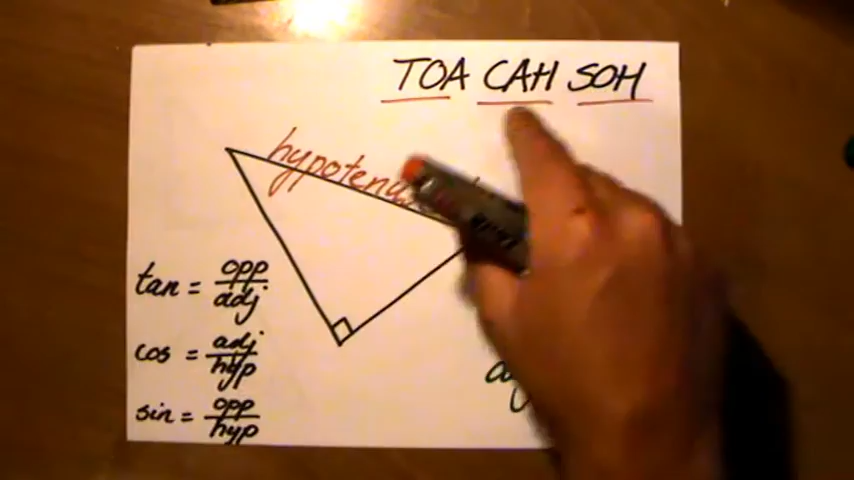 TOA CAH SOH
tan = opp/adj
cos = adj/hyp
sin = opp/hyp